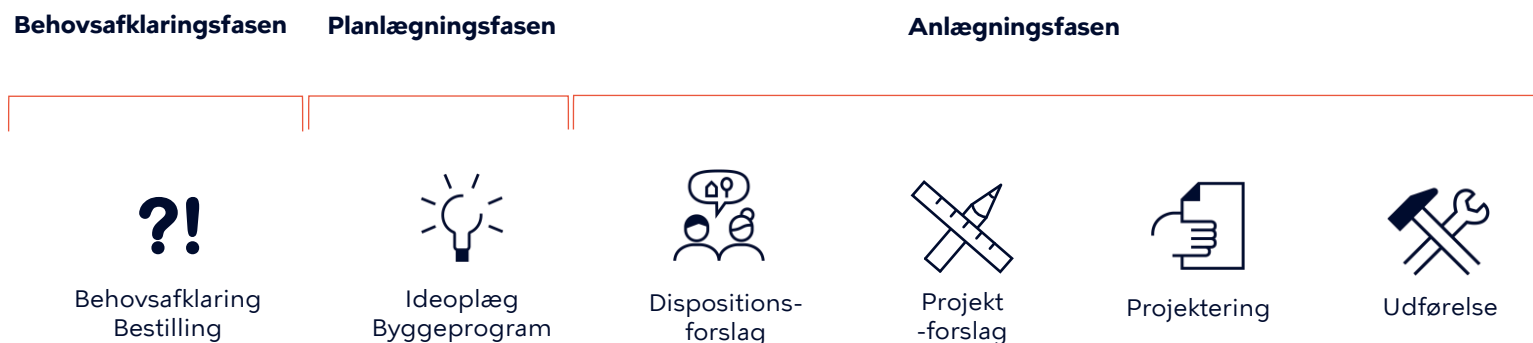 Behovsafklaringsfasen
Planlægningsfasen
Anlægningsfasen
?!
Behovsafklaring
Bestilling
Ideoplæg
Byggeprogram
Dispositions-
forslag
Projekt
-forslag
Projektering
Udførelse